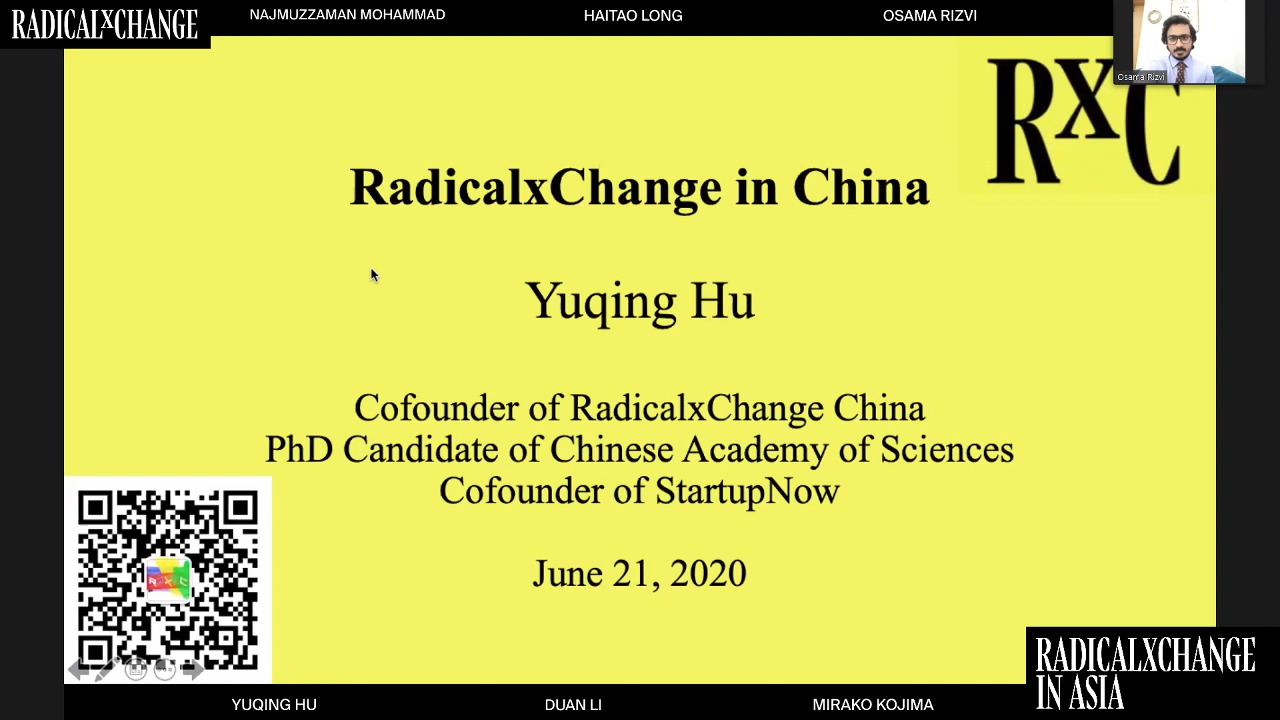 RADICALXCHANGE
NAJMUZZAMAN MOHAMMAD
HAITAO LONG
OSAMA RIZVI
Osama Rizvi
RXC
RadicalxChange in China
Yuqing Hu
Cofounder of RadicalxChange China
PhD Candidate of Chinese Academy of Sciences
Cofounder of StartupNow
June 21, 2020
RADICALXCHANGE
IN ASIA
YUQING HU
DUAN LI
MIRAKO KOJIMA